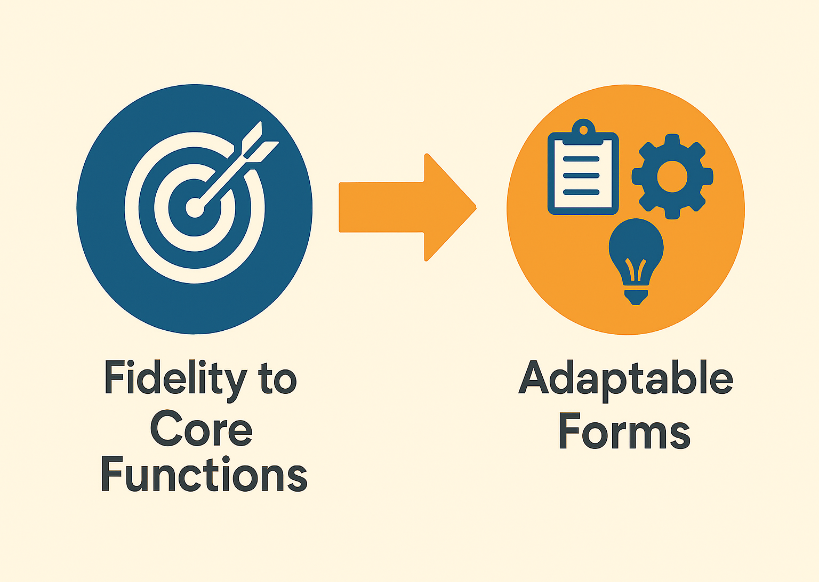 Fidelity to
Core
Functions
Adaptable
Forms